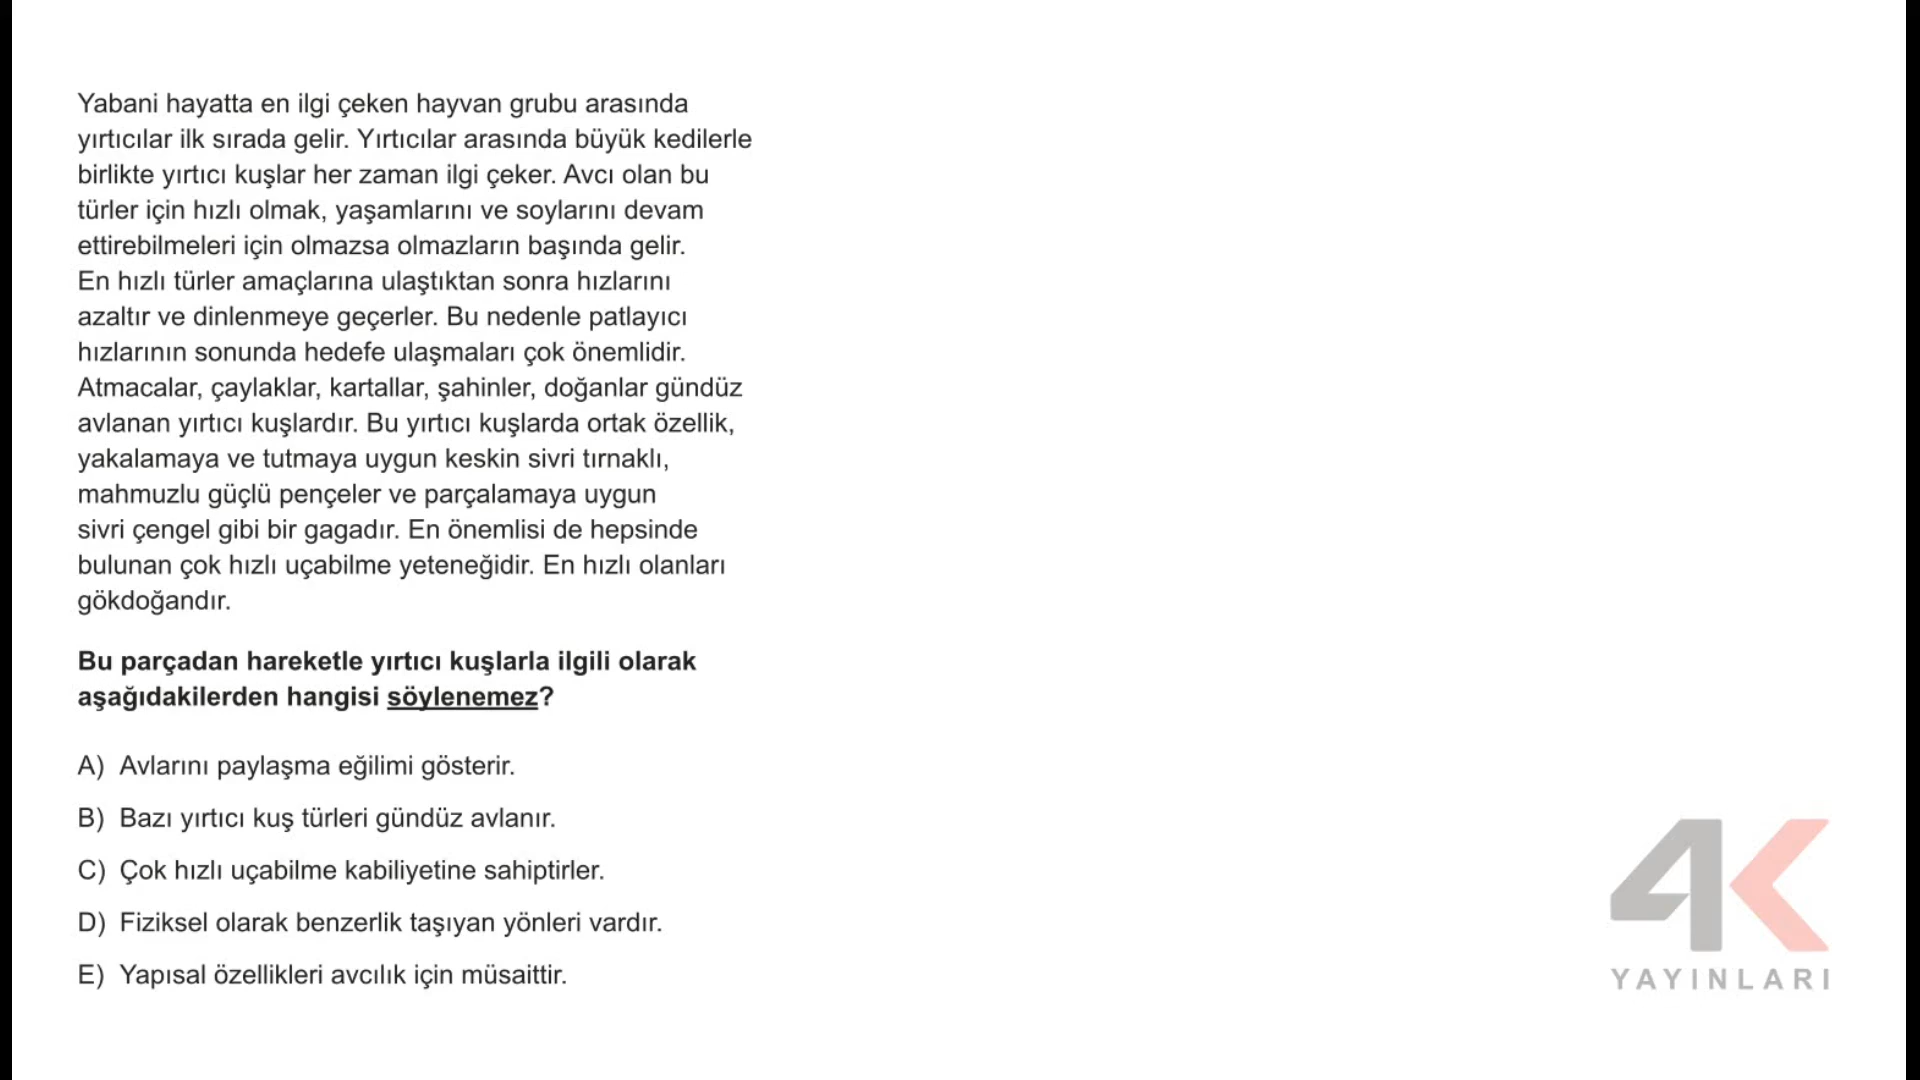 Yabani hayatta en ilgi çeken hayvan grubu arasında
yırtıcılar ilk sırada gelir. Yırtıcılar arasında büyük kedilerle
birlikte yırtıcı kuşlar her zaman ilgi çeker. Avcı olan bu
türler için hızlı olmak, yaşamlarını ve soylarını devam
ettirebilmeleri için olmazsa olmazların başında gelir.
En hızlı türler amaçlarına ulaştıktan sonra hızlarını
azaltır ve dinlenmeye geçerler. Bu nedenle patlayıcı
hızlarının sonunda hedefe ulaşmaları çok önemlidir.
Atmacalar, çaylaklar, kartallar, şahinler, doğanlar gündüz
avlanan yırtıcı kuşlardır. Bu yırtıcı kuşlarda ortak özellik,
yakalamaya ve tutmaya uygun keskin sivri tırnaklı,
mahmuzlu güçlü pençeler ve parçalamaya uygun
sivri çengel gibi bir gagadır. En önemlisi de hepsinde
bulunan çok hızlı uçabilme yeteneğidir. En hızlı olanları
gökdoğandır.
Bu parçadan hareketle yırtıcı kuşlarla ilgili olarak
aşağıdakilerden hangisi söylenemez?
A) Avlarını paylaşma eğilimi gösterir.
B) Bazı yırtıcı kuş türleri gündüz avlanır.
C) Çok hızlı uçabilme kabiliyetine sahiptirler.
D) Fiziksel olarak benzerlik taşıyan yönleri vardır.
E) Yapısal özellikleri avcılık için müsaittir.
4K
YAYINLARI